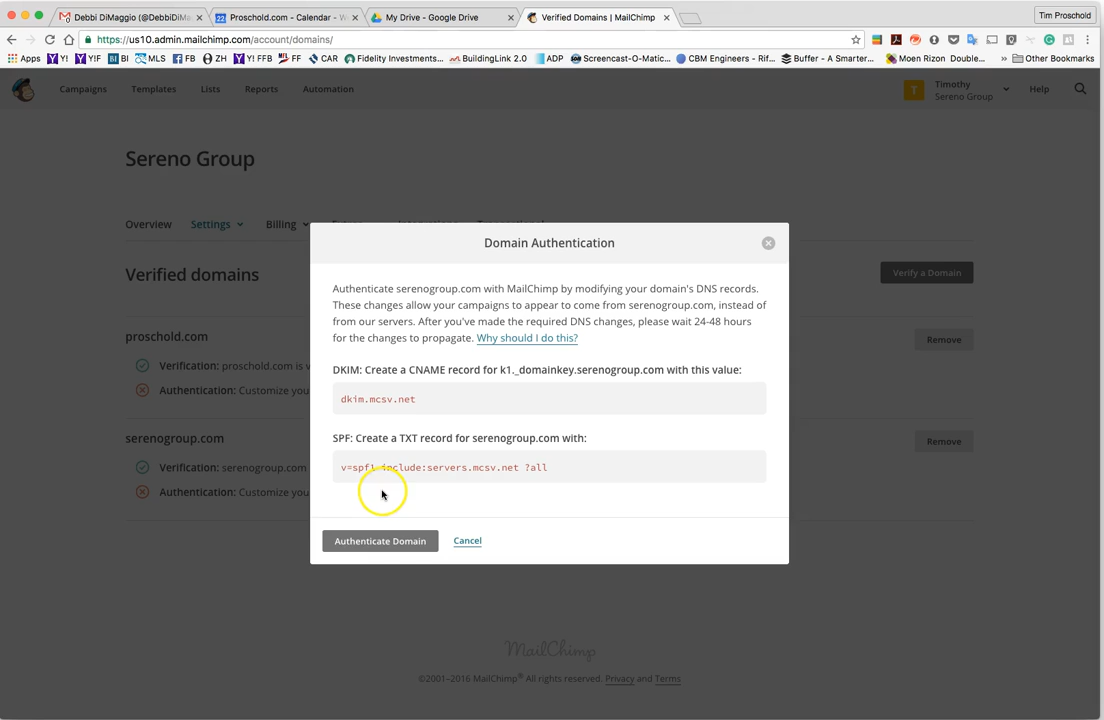 Debbi DiMaggio (@DebbiDiMa
Proschold.com - Calendar - W
My Drive - Google Drive
Verified Domains | MailChimp
Tim Proschold
https://us10.admin.mailchimp.com/account/domains/
Apps Y! Y!F BI MLS FB ZH Y! FFB FF CAR Fidelity Investments... BuildingLink 2.0 ADP Screencast-O-Matic... CBM Engineers - Rif... Buffer - A Smarter... Moen Rizon Double... » Other Bookmarks
Campaigns Templates Lists Reports Automation
T Timothy
Sereno Group
Help
Sereno Group
Overview Settings Billing
Verified domains
Verify a Domain
proschold.com
Remove
Verification: proschold.com is v
Authentication: Customize you
serenogroup.com
Remove
Verification: serenogroup.com
Authentication: Customize you
Domain Authentication
Authenticate serenogroup.com with MailChimp by modifying your domain's DNS records.
These changes allow your campaigns to appear to come from serenogroup.com, instead of
from our servers. After you've made the required DNS changes, please wait 24-48 hours
for the changes to propagate. Why should I do this?
DKIM: Create a CNAME record for k1._domainkey.serenogroup.com with this value:
dkim.mcsv.net
SPF: Create a TXT record for serenogroup.com with:
v=spf1 include:servers.mcsv.net ?all
Authenticate Domain Cancel
MailChimp
©2001–2016 MailChimp® All rights reserved. Privacy and Terms